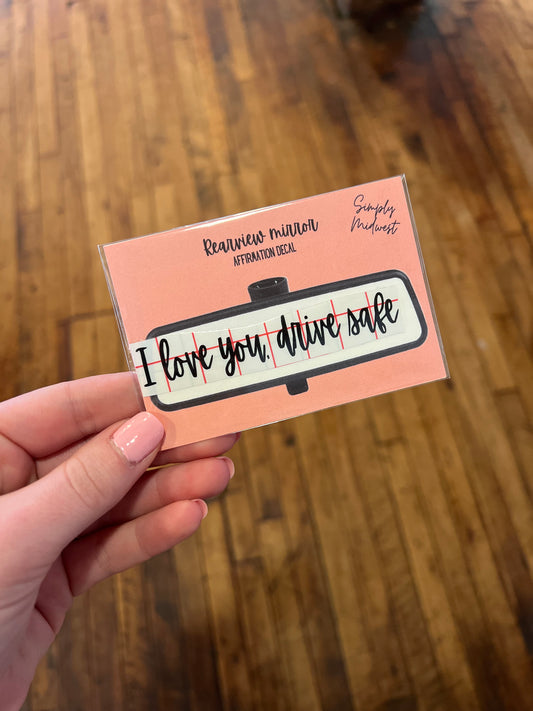 Rearview mirror
AFFIRMATION DECAL
Simply
Midwest
I love you, drive safe